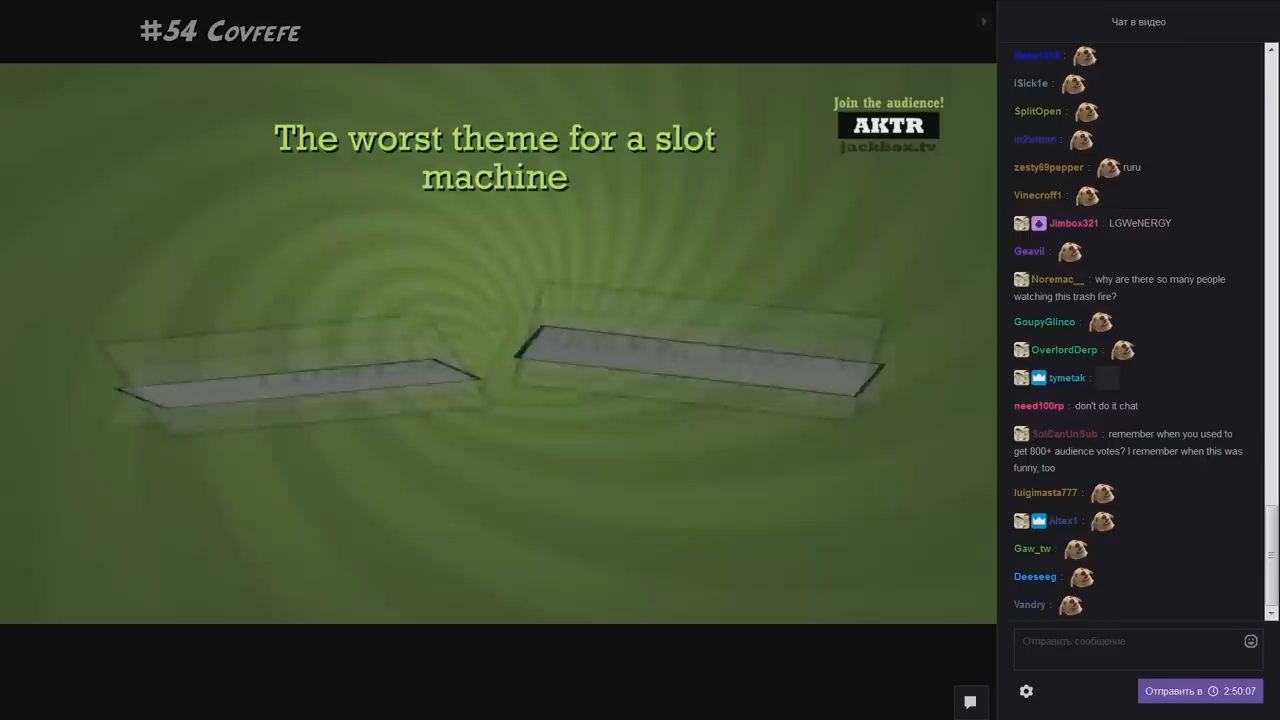 #54 COVFEFE
Join the audience!
AKTR
jackbox.tv
The worst theme for a slot
machine
Чат в видео
iSick1e :
SplitOpen :
zesty69pepper : ruru
Vinecroff1 :
Jimbox321 : LGWeNERGY
Geavil :
Noremac__ : why are there so many people
watching this trash fire?
GoupyGlinco :
OverlordDerp :
tymetak :
need100rp : don't do it chat
SotCanUnSub : remember when you used to
get 800+ audience votes? I remember when this was
funny, too
luigimasta777 :
Altex1 :
Gaw_tw :
Deeseeg :
Vandry :
Отправить сообщение
Отправить в 2:50:07